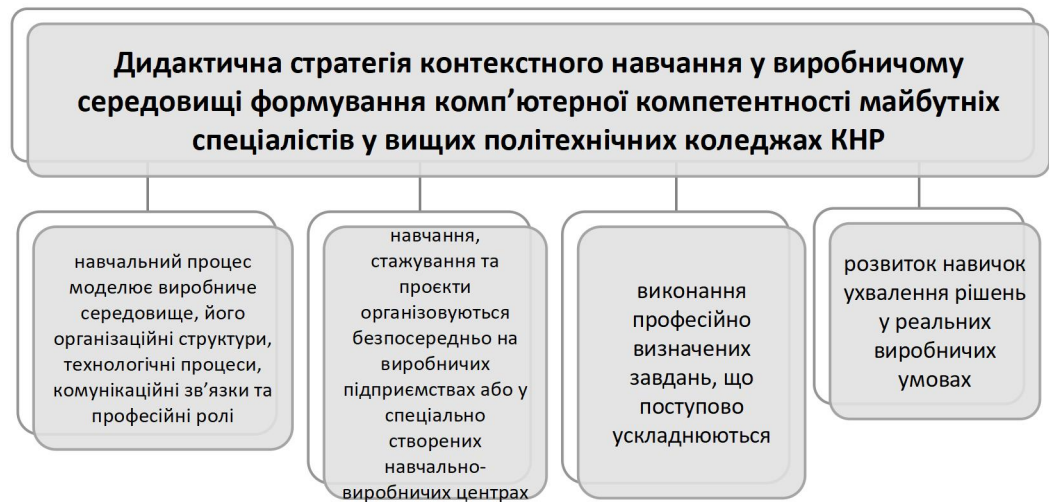 Дидактична стратегія контекстного навчання у виробничому
середовищі формування комп’ютерної компетентності майбутніх
спеціалістів у вищих політехнічних коледжах КНР
навчальний процес
моделює виробниче
середовище, його
організаційні структури,
технологічні процеси,
комунікаційні зв’язки та
професійні ролі
навчання,
стажування та
проєкти
організовуються
безпосередньо на
виробничих
підприємствах або у
спеціально
створених
навчально-
виробничих центрах
виконання
професійно
визначених
завдань, що
поступово
ускладнюються
розвиток навичок
ухвалення рішень
у реальних
виробничих
умовах